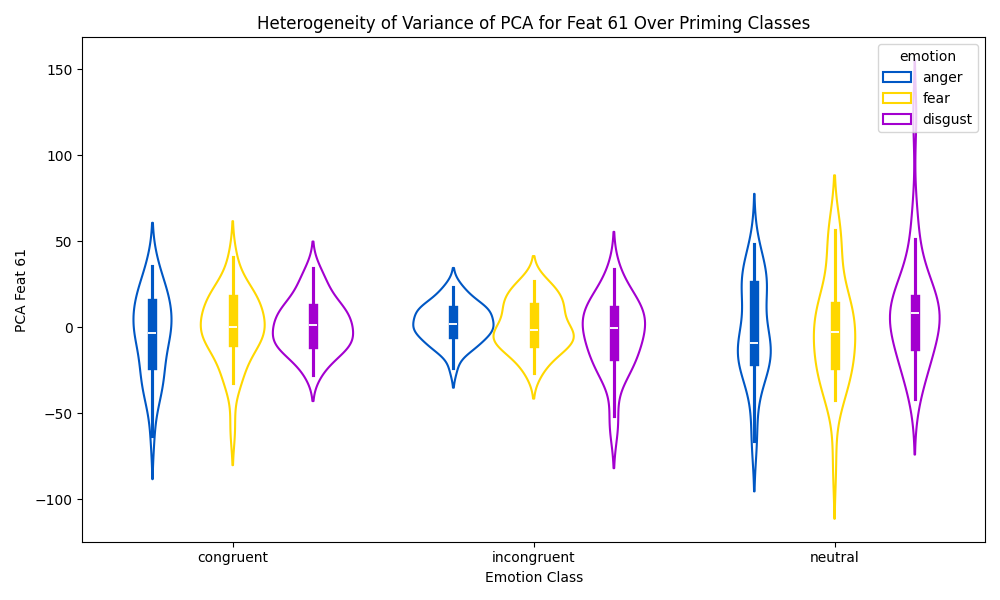 Heterogeneity of Variance of PCA for Feat 61 Over Priming Classes
emotion
anger
fear
disgust
PCA Feat 61
150
100
50
0
−50
−100
congruent
incongruent
neutral
Emotion Class